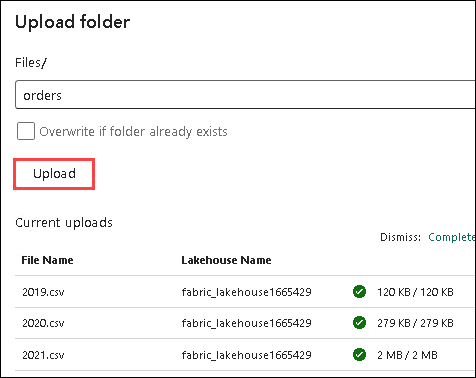 Upload folder
Files/
orders
Overwrite if folder already exists
Upload
Current uploads
Dismiss: Complete
File Name Lakehouse Name
2019.csv fabric_lakehouse1665429 120 KB / 120 KB
2020.csv fabric_lakehouse1665429 279 KB / 279 KB
2021.csv fabric_lakehouse1665429 2 MB / 2 MB